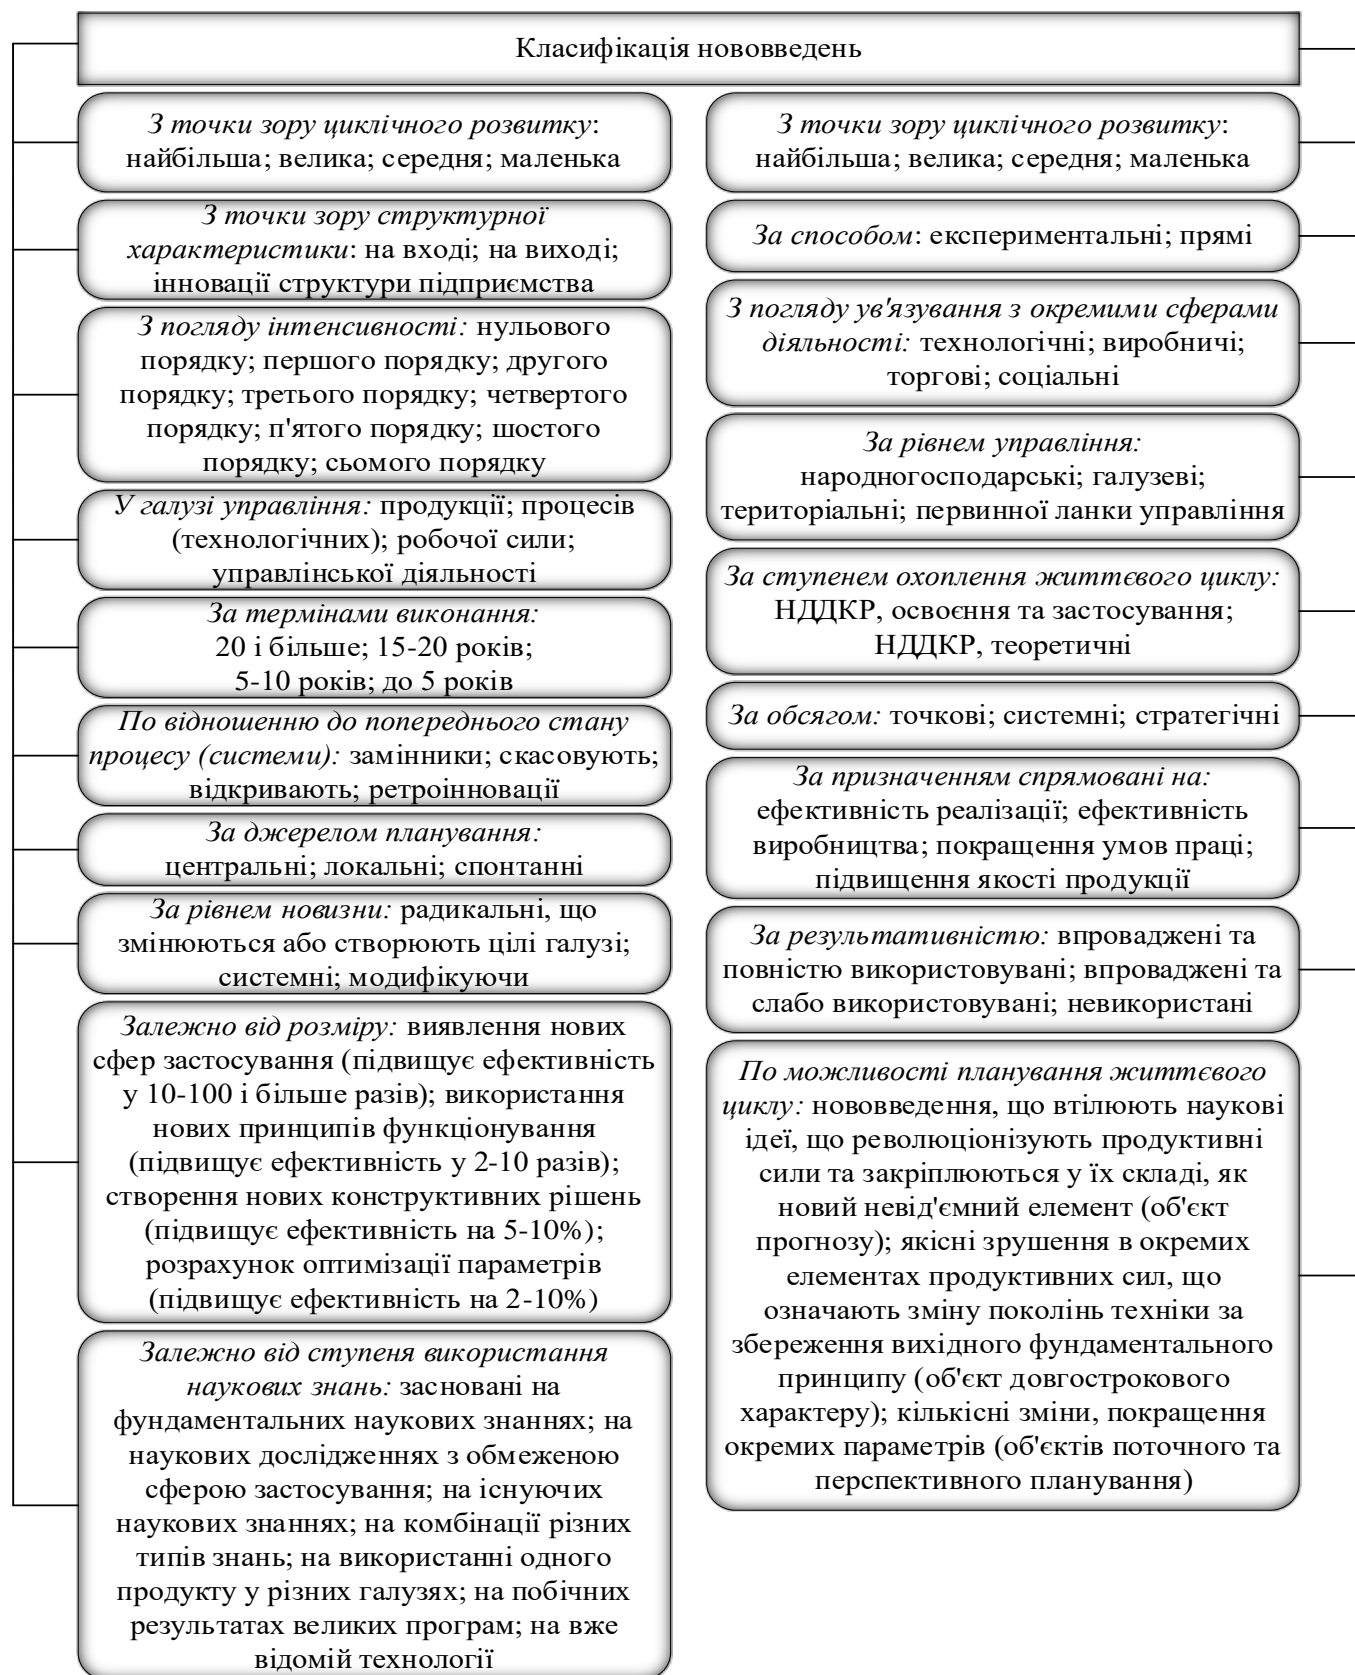 Класифікація нововведень
З точки зору циклічного розвитку:
найбільша; велика; середня; маленька
З точки зору структурної
характеристики: на вході; на виході;
інновації структури підприємства
З погляду інтенсивності: нульового
порядку; першого порядку; другого
порядку; третього порядку; четвертого
порядку; п'ятого порядку; шостого
порядку; сьомого порядку
У галузі управління: продукції; процесів
(технологічних); робочої сили;
управлінської діяльності
За термінами виконання:
20 і більше; 15-20 років;
5-10 років; до 5 років
По відношенню до попереднього стану
процесу (системи): замінники; скасовують;
відкривають; ретроінновації
За джерелом планування:
центральні; локальні; спонтанні
За рівнем новизни: радикальні, що
змінюються або створюють цілі галузі;
системні; модифікуючи
Залежно від розміру: виявлення нових
сфер застосування (підвищує ефективність
у 10-100 і більше разів); використання
нових принципів функціонування
(підвищує ефективність у 2-10 разів);
створення нових конструктивних рішень
(підвищує ефективність на 5-10%);
розрахунок оптимізації параметрів
(підвищує ефективність на 2-10%)
Залежно від ступеня використання
наукових знань: засновані на
фундаментальних наукових знаннях; на
наукових дослідженнях з обмеженою
сферою застосування; на існуючих
наукових знаннях; на комбінації різних
типів знань; на використанні одного
продукту у різних галузях; на побічних
результатах великих програм; на вже
відомій технології
З точки зору циклічного розвитку:
найбільша; велика; середня; маленька
За способом: експериментальні; прямі
З погляду ув'язування з окремими сферами
діяльності: технологічні; виробничі;
торгові; соціальні
За рівнем управління:
народногосподарські; галузеві;
територіальні; первинної ланки управління
За ступенем охоплення життєвого циклу:
НДДКР, освоєння та застосування;
НДДКР, теоретичні
За обсягом: точкові; системні; стратегічні
За призначенням спрямовані на:
ефективність реалізації; ефективність
виробництва; покращення умов праці;
підвищення якості продукції
За результативністю: впроваджені та
повністю використовувані; впроваджені та
слабо використовувані; невикористані
По можливості планування життєвого
циклу: нововведення, що втілюють наукові
ідеї, що революціонізують продуктивні
сили та закріплюються у їх складі, як
новий невід'ємний елемент (об'єкт
прогнозу); якісні зрушення в окремих
елементах продуктивних сил, що
означають зміну поколінь техніки за
збереження вихідного фундаментального
принципу (об'єкт довгострокового
характеру); кількісні зміни, покращення
окремих параметрів (об'єктів поточного та
перспективного планування)